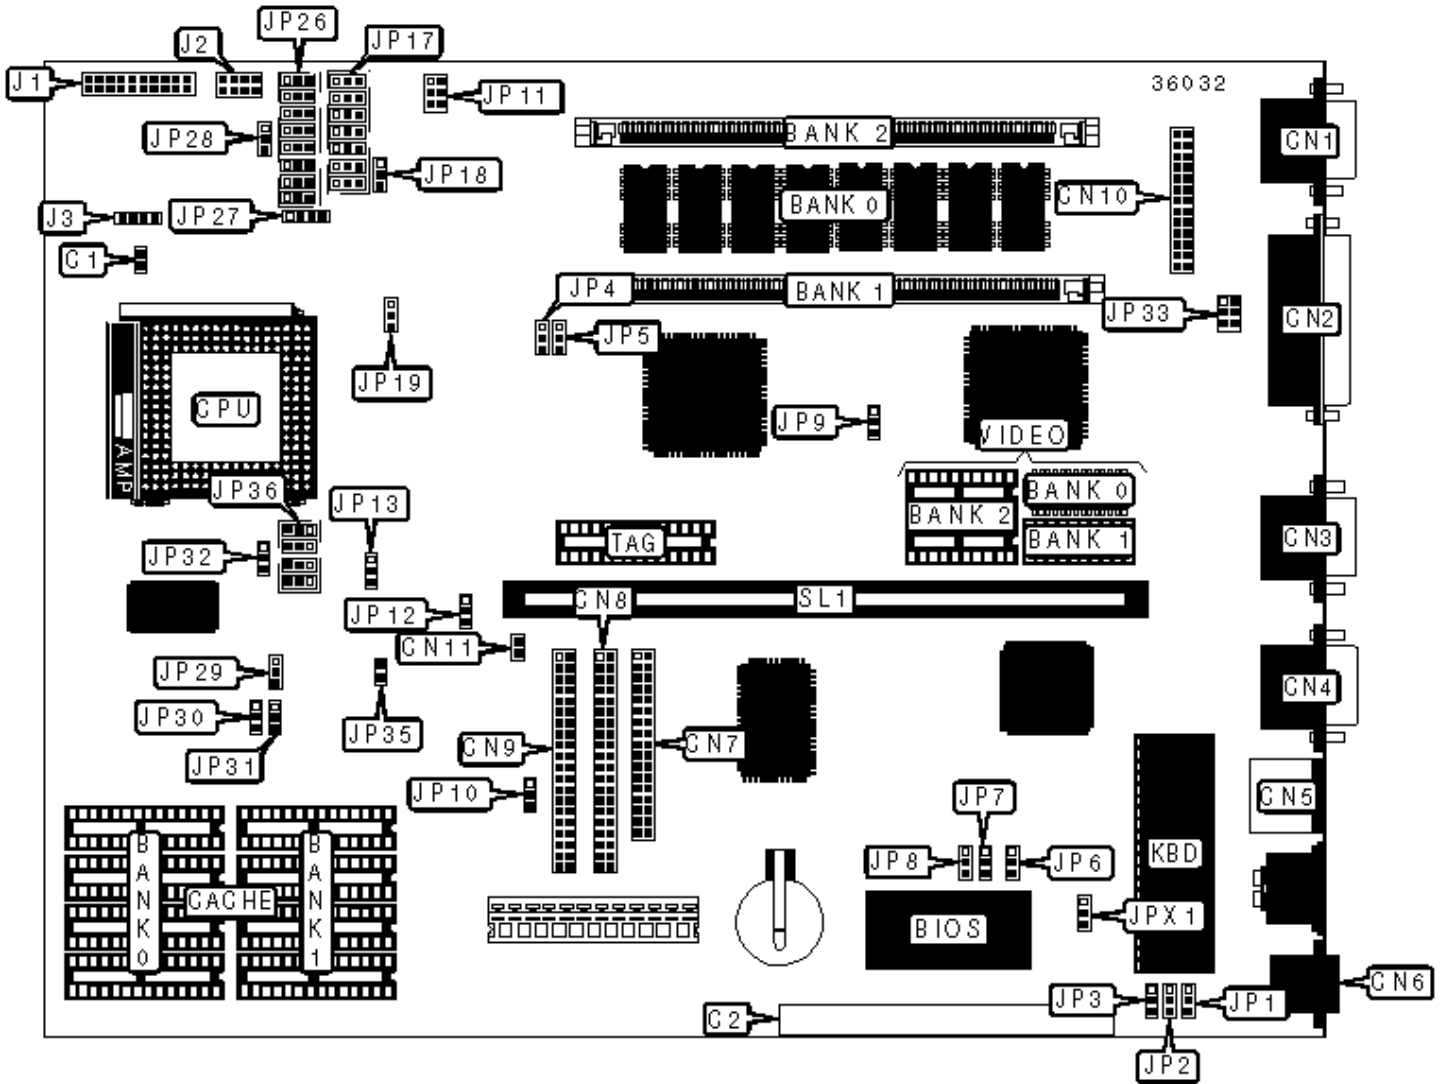 JP26
J2
JP17
J1
36032
JP11
BANK 2
CN1
JP28
JP18
CN10
BANK 0
J3
JP27
C1
JP4
BANK 1
JP33
CN2
JP5
JP19
CPU
JP9
VIDEO
AMP
JP36
BANK 0
JP13
BANK 2
TAG
BANK 1
CN3
JP32
CN8
SL1
JP12
CN11
JP29
CN4
JP30
JP35
CN9
CN7
JP31
JP10
JP7
CN5
JP8
JP6
KBD
BANK 0
CACHE
BANK 1
BIOS
JPX1
CN6
JP3
JP1
C2
JP2